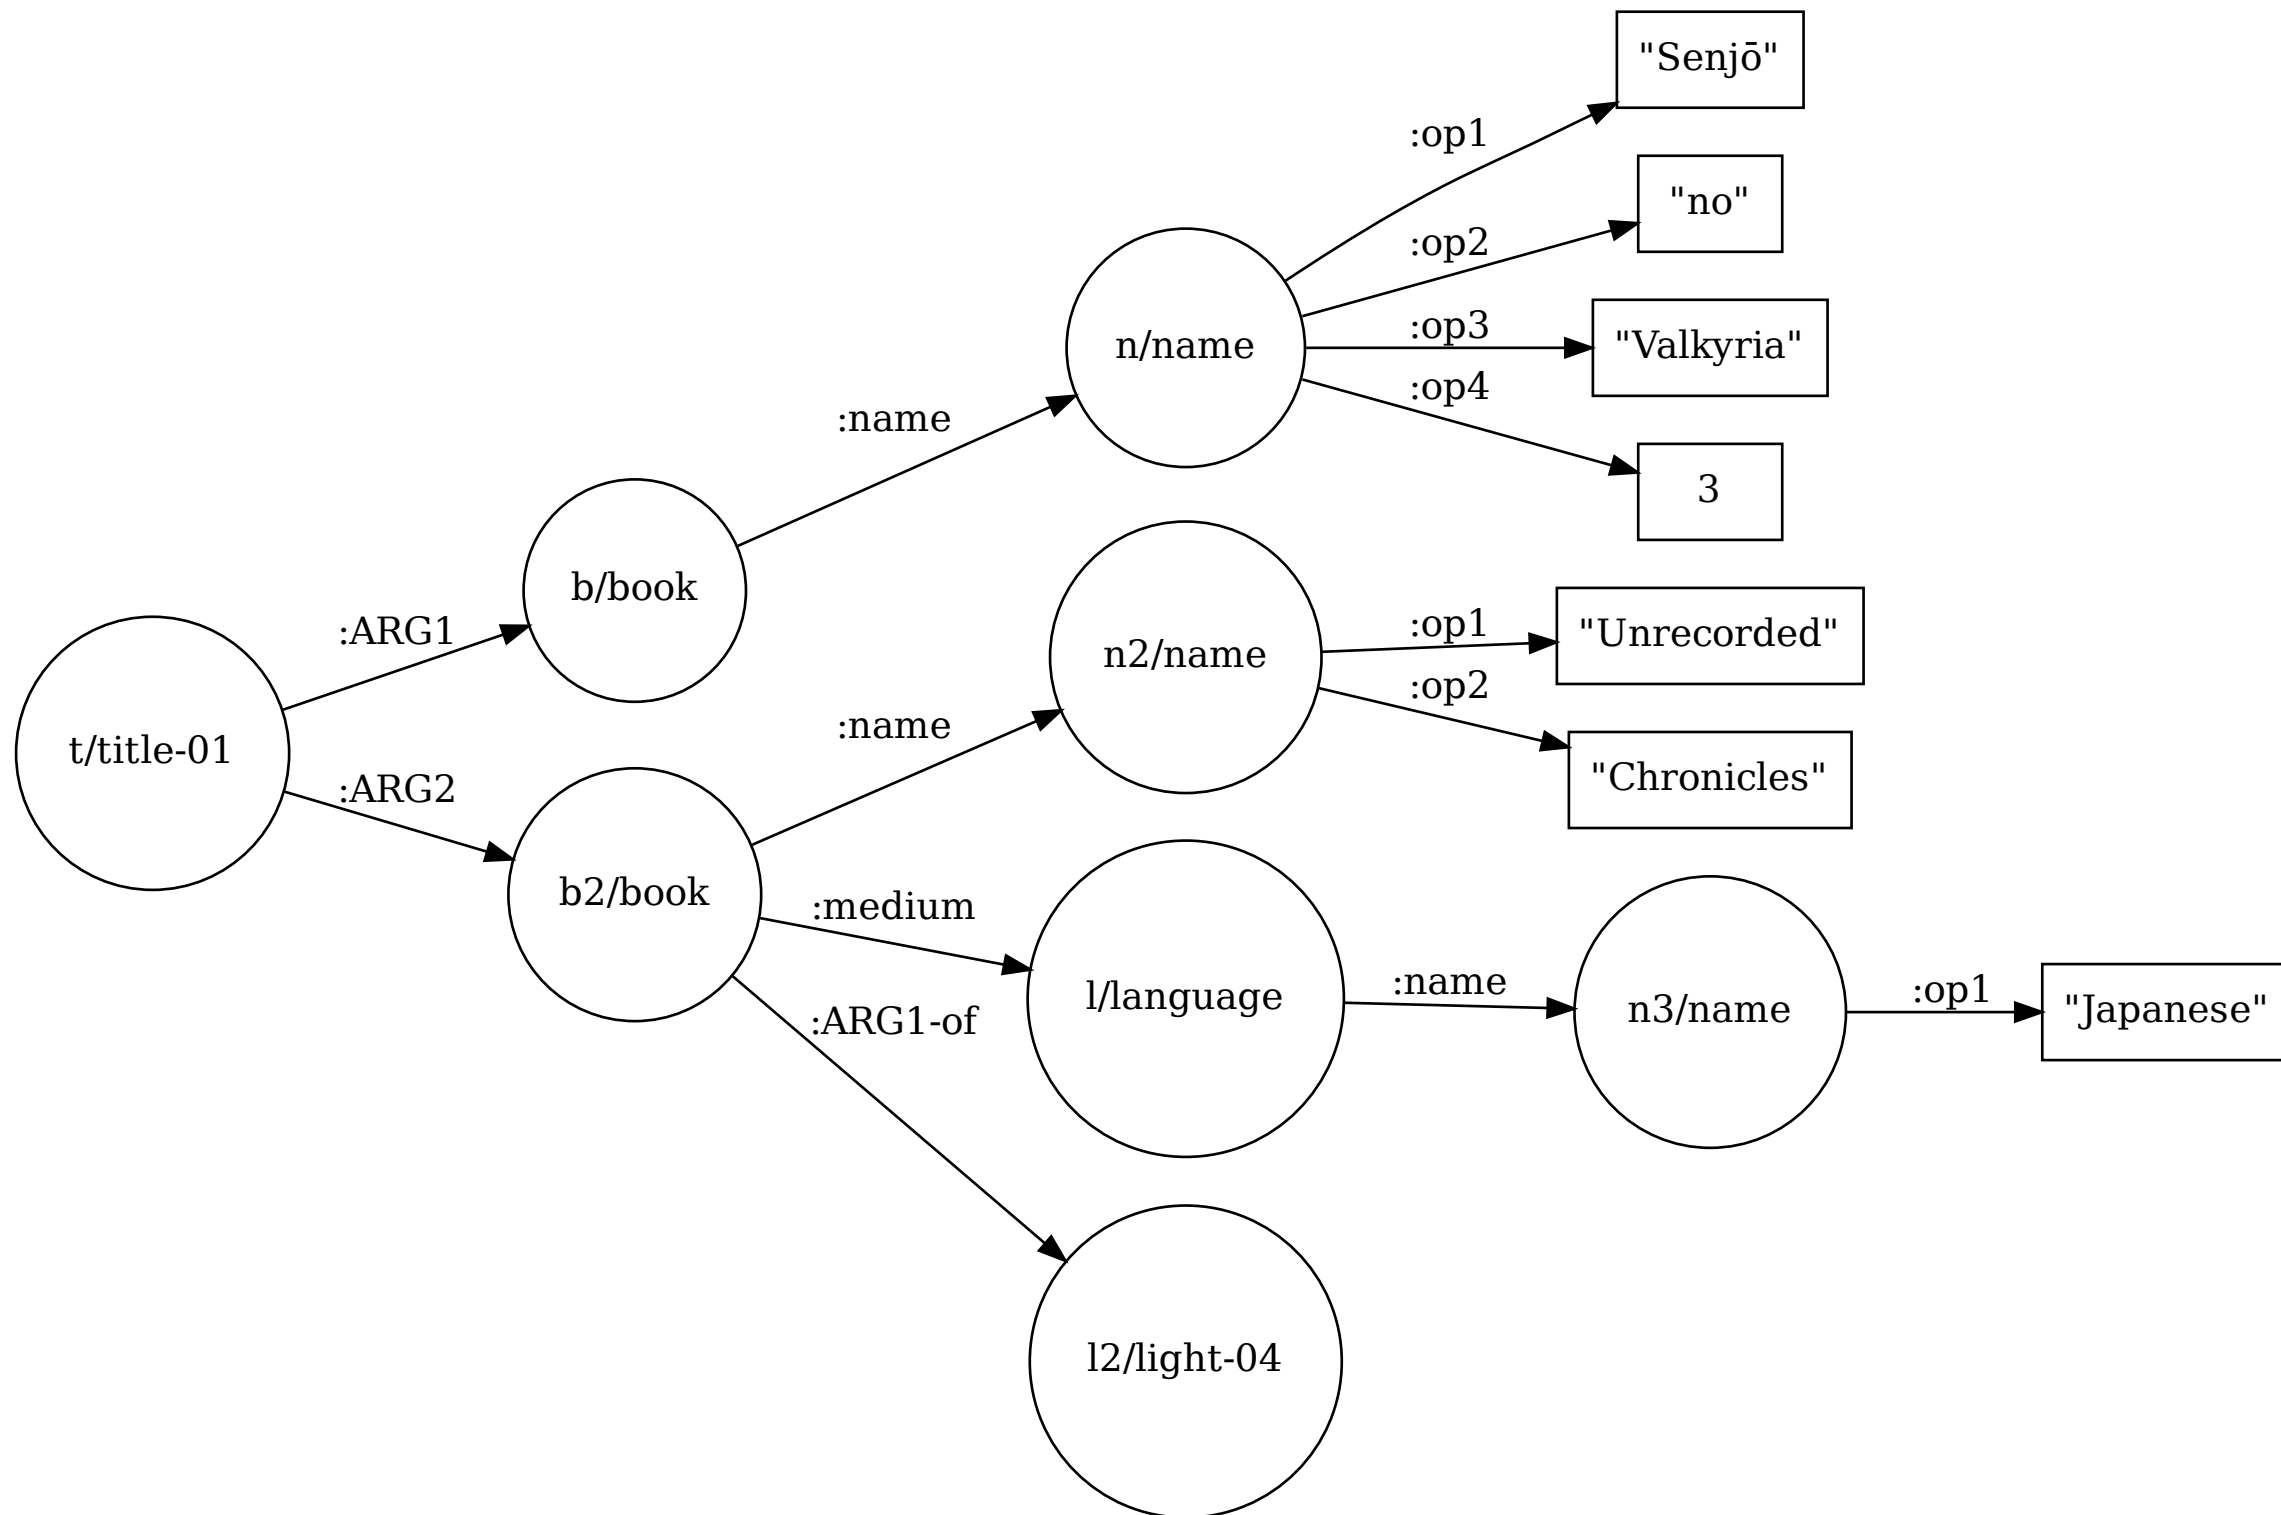 "Senjō"
:op1
"no"
:op2
:op3
"Valkyria"
n/name
:op4
:name
3
b/book
:op1
"Unrecorded"
:ARG1
n2/name
:op2
:name
t/title-01
"Chronicles"
:ARG2
b2/book
:medium
:name
:op1
l/language
n3/name
"Japanese"
:ARG1-of
l2/light-04